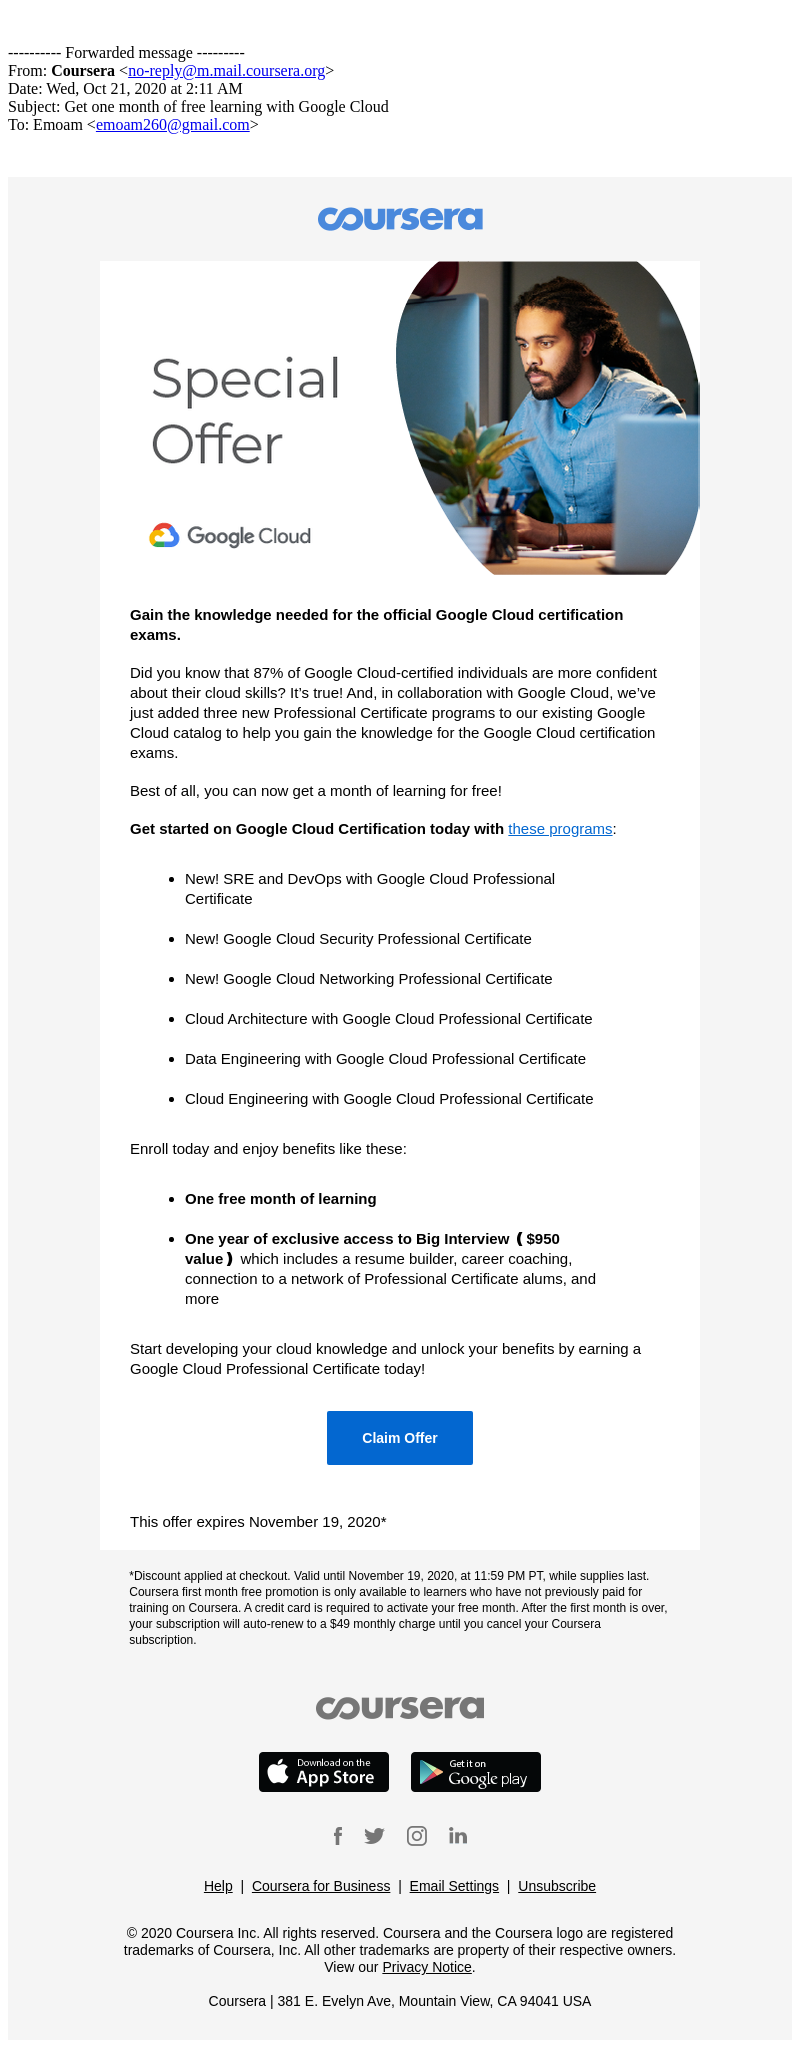 ---------- Forwarded message ---------
From: Coursera <no-reply@m.mail.coursera.org>
Date: Wed, Oct 21, 2020 at 2:11 AM
Subject: Get one month of free learning with Google Cloud
To: Emoam <emoam260@gmail.com>
coursera
Special
Offer
Google Cloud
Gain the knowledge needed for the official Google Cloud certification
exams.
Did you know that 87% of Google Cloud-certified individuals are more confident
about their cloud skills? It’s true! And, in collaboration with Google Cloud, we’ve
just added three new Professional Certificate programs to our existing Google
Cloud catalog to help you gain the knowledge for the Google Cloud certification
exams.
Best of all, you can now get a month of learning for free!
Get started on Google Cloud Certification today with these programs:
• New! SRE and DevOps with Google Cloud Professional
Certificate
• New! Google Cloud Security Professional Certificate
• New! Google Cloud Networking Professional Certificate
• Cloud Architecture with Google Cloud Professional Certificate
• Data Engineering with Google Cloud Professional Certificate
• Cloud Engineering with Google Cloud Professional Certificate
Enroll today and enjoy benefits like these:
• One free month of learning
• One year of exclusive access to Big Interview（$950
value） which includes a resume builder, career coaching,
connection to a network of Professional Certificate alums, and
more
Start developing your cloud knowledge and unlock your benefits by earning a
Google Cloud Professional Certificate today!
Claim Offer
This offer expires November 19, 2020*
*Discount applied at checkout. Valid until November 19, 2020, at 11:59 PM PT, while supplies last.
Coursera first month free promotion is only available to learners who have not previously paid for
training on Coursera. A credit card is required to activate your free month. After the first month is over,
your subscription will auto-renew to a $49 monthly charge until you cancel your Coursera
subscription.
coursera
Download on the
App Store
Get it on
Google play
Help | Coursera for Business | Email Settings | Unsubscribe
© 2020 Coursera Inc. All rights reserved. Coursera and the Coursera logo are registered
trademarks of Coursera, Inc. All other trademarks are property of their respective owners.
View our Privacy Notice.
Coursera | 381 E. Evelyn Ave, Mountain View, CA 94041 USA